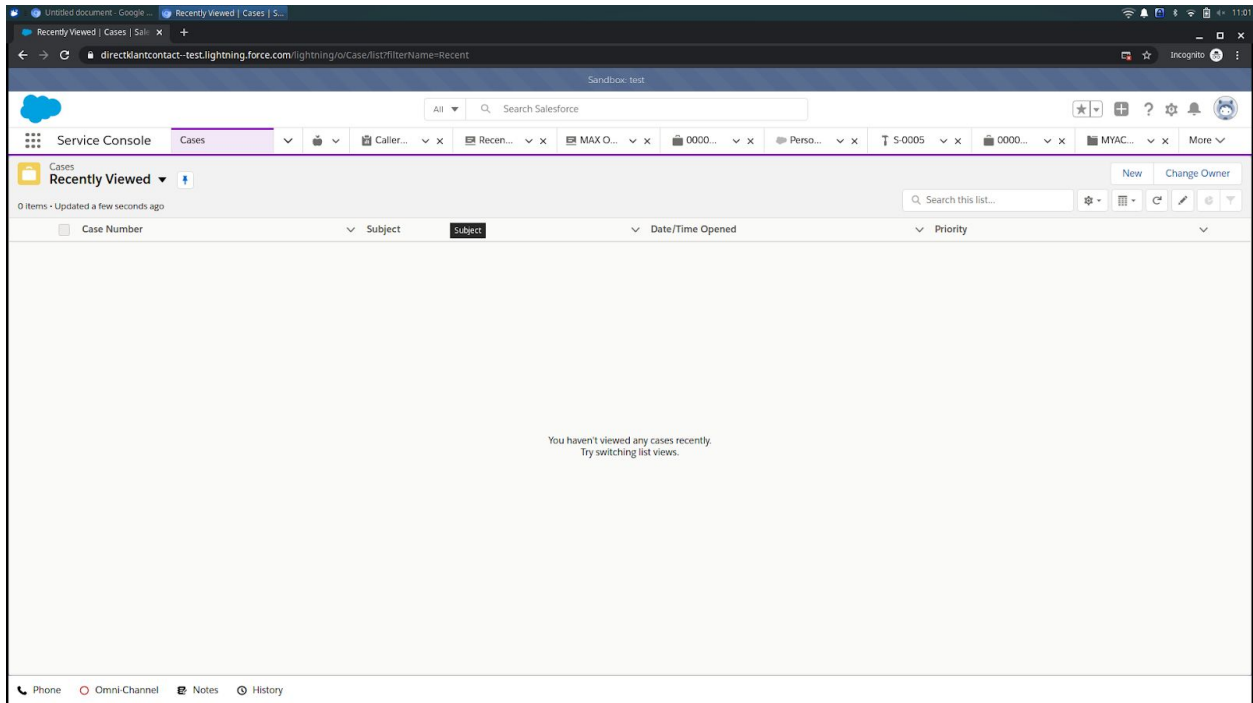 Untitled document - Google ... Recently Viewed | Cases | S... 11:01
Recently Viewed | Cases | Sale
directklantcontact--test.lightning.force.com/lightning/o/Case/list?filterName=Recent Incognito
Sandbox: test
All Search Salesforce
Service Console Cases Caller... Recen... MAX O... 0000... Perso... S-0005 0000... MYAC... More
Cases
Recently Viewed New Change Owner
0 items • Updated a few seconds ago Search this list...
Case Number Subject Subject Date/Time Opened Priority
You haven't viewed any cases recently.
Try switching list views.
Phone Omni-Channel Notes History